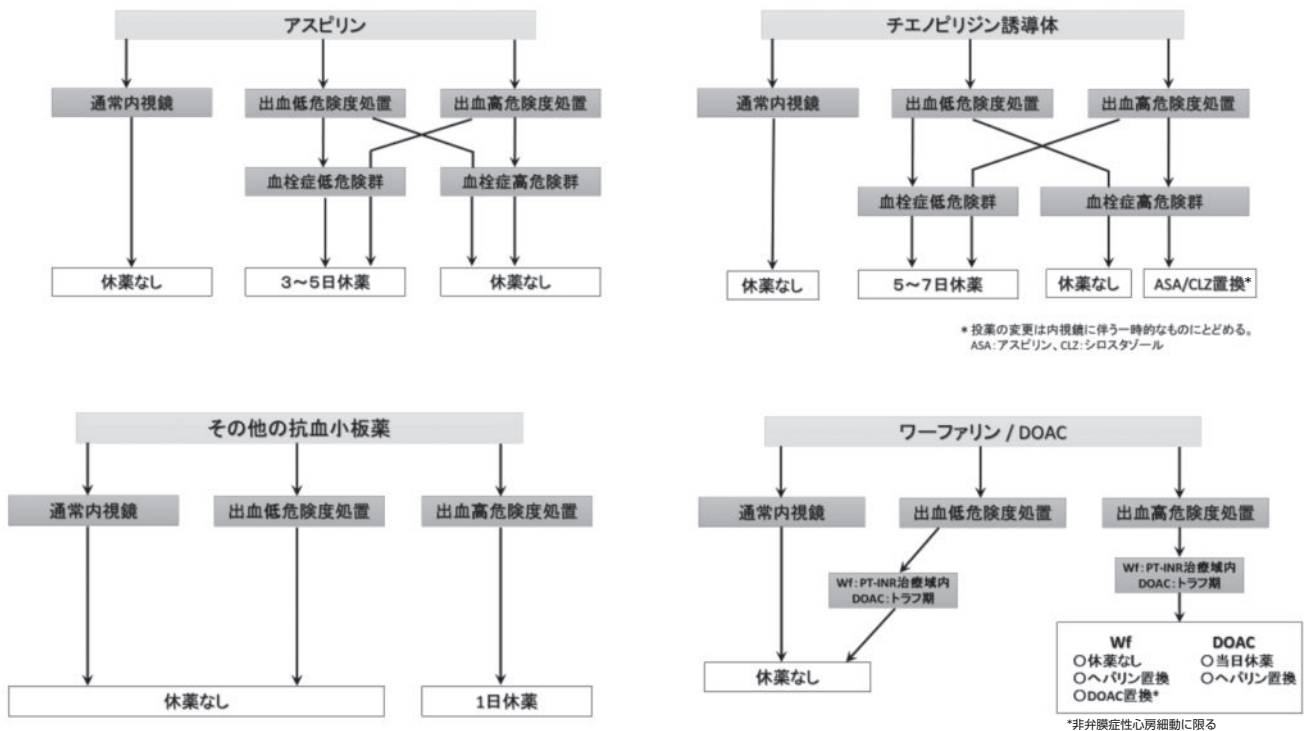 アスピリン
通常内視鏡
出血低危険度処置
出血高危険度処置
血栓症低危険群
血栓症高危険群
休薬なし
3〜5日休薬
休薬なし
チエノピリジン誘導体
通常内視鏡
出血低危険度処置
出血高危険度処置
血栓症低危険群
血栓症高危険群
休薬なし
5〜7日休薬
休薬なし
ASA/CLZ置換*
* 投薬の変更は内視鏡に伴う一時的なものにとどめる。
ASA:アスピリン、CLZ:シロスタゾール
その他の抗血小板薬
通常内視鏡
出血低危険度処置
出血高危険度処置
休薬なし
1日休薬
ワーファリン / DOAC
通常内視鏡
出血低危険度処置
出血高危険度処置
Wf:PT-INR治療域内
DOAC:トラフ期
Wf:PT-INR治療域内
DOAC:トラフ期
休薬なし
Wf DOAC
〇休薬なし 〇当日休薬
〇ヘパリン置換 〇ヘパリン置換
〇DOAC置換*
*非弁膜症性心房細動に限る